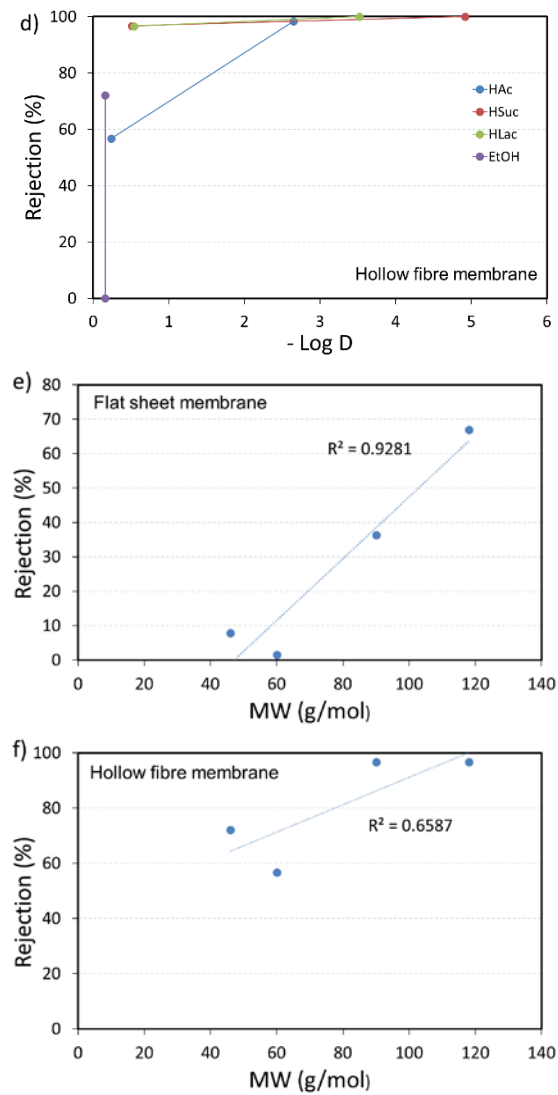 d)
100
80
60
40
20
0
Rejection (%)
HAc
HSuc
HLac
EtOH
Hollow fibre membrane
0 1 2 3 4 5 6
- Log D
e)
80
70
60
50
40
30
20
10
0
Rejection (%)
Flat sheet membrane
R² = 0.9281
0 20 40 60 80 100 120 140
MW (g/mol)
f)
100
80
60
40
20
0
Rejection (%)
Hollow fibre membrane
R² = 0.6587
0 20 40 60 80 100 120 140
MW (g/mol)